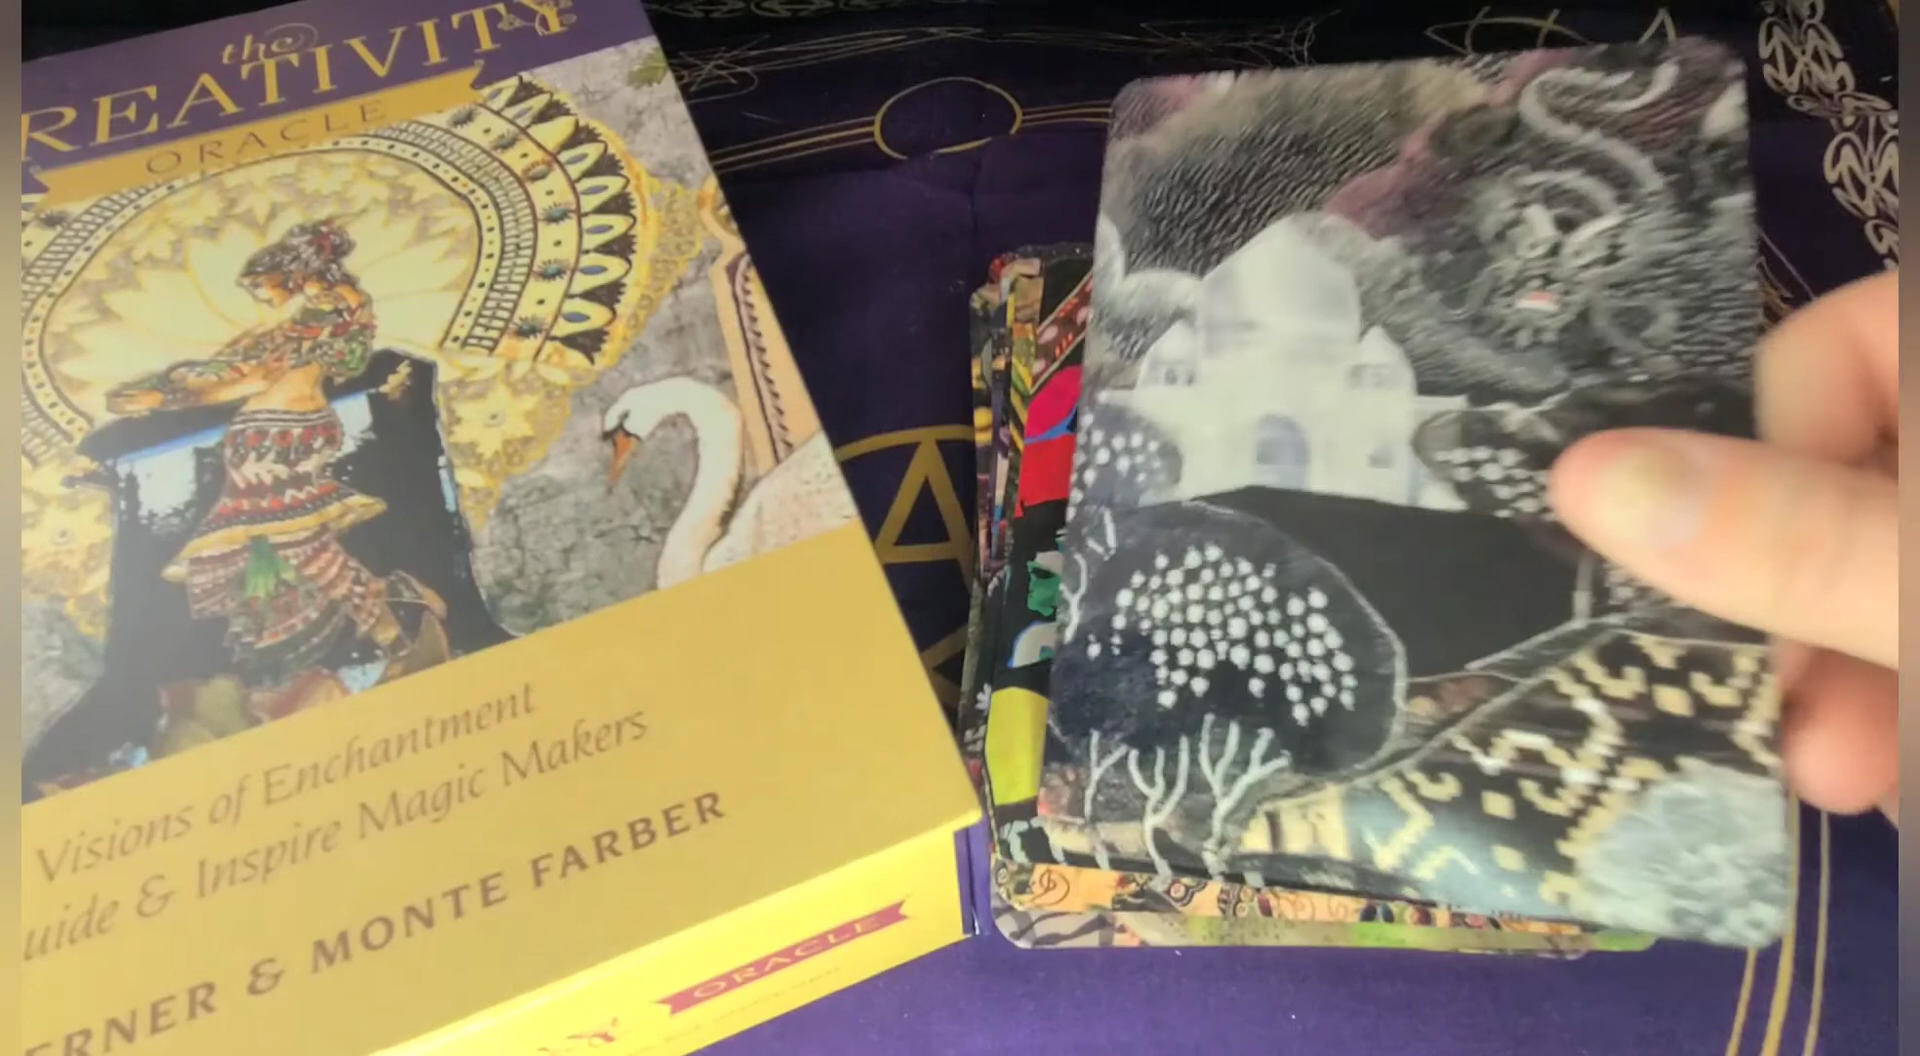 the
REATIVITY
ORACLE
Visions of Enchantment
uide & Inspire Magic Makers
ERNER & MONTE FARBER
ORACLE